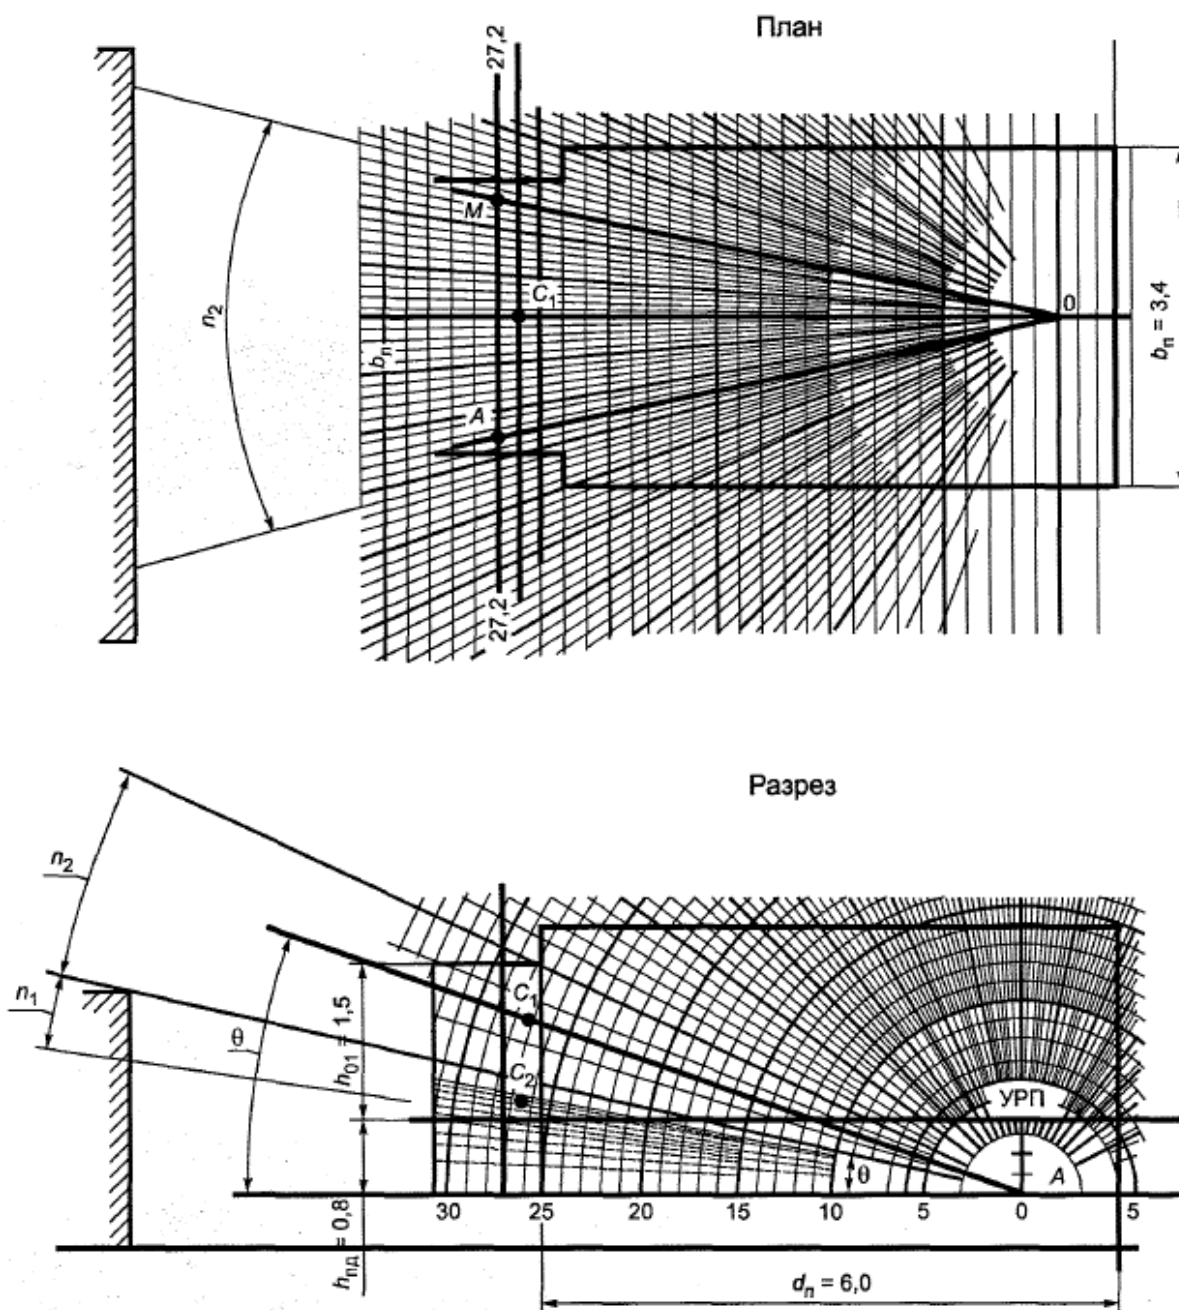 План
27,2
n₂
M
C₁
0
bп
A
bп = 3,4
27,2
Разрез
n₂
n₁
θ
h₀₁ = 1,5
C₁
C₂
УРП
θ
A
30 25 20 15 10 5 0 5
hпд = 0,8
dп = 6,0